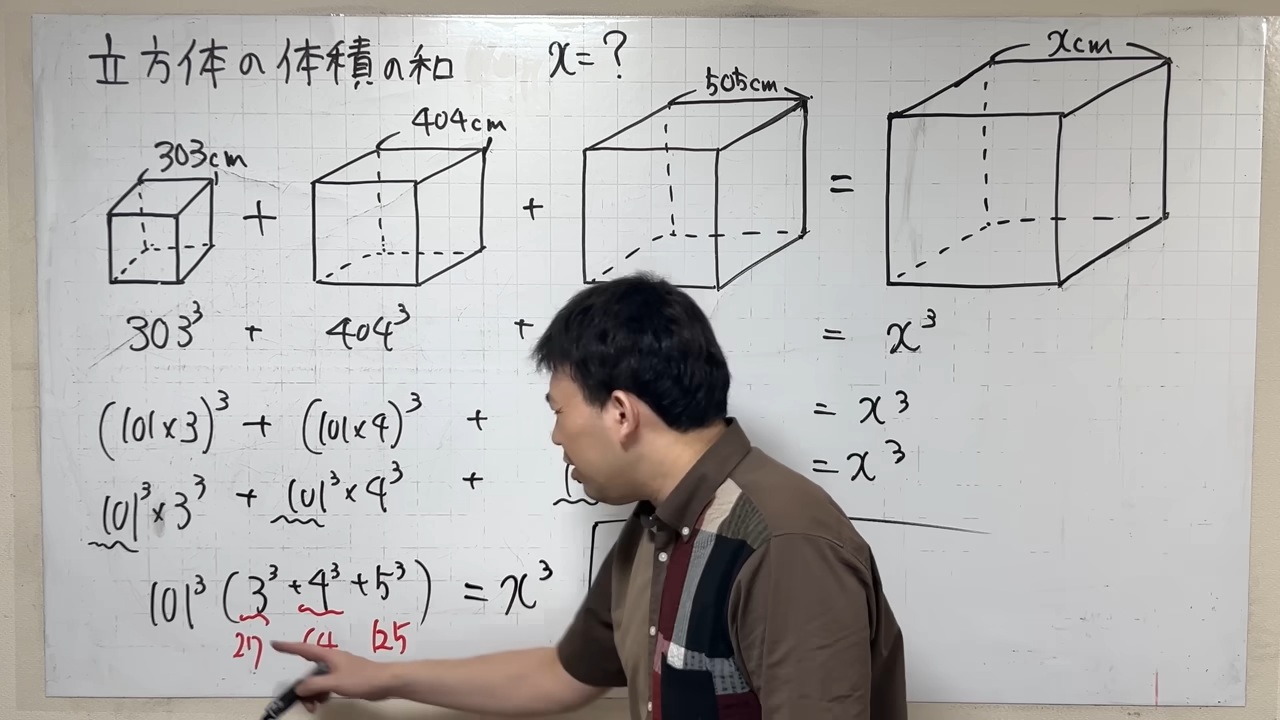 立方体の体積の和 x=?
303cm 404cm 505cm xcm
+ + =
303³ + 404³ + = x³
(101×3)³ + (101×4)³ + = x³
101³×3³ + 101³×4³ + = x³
101³(3³+4³+5³) = x³
27 64 125